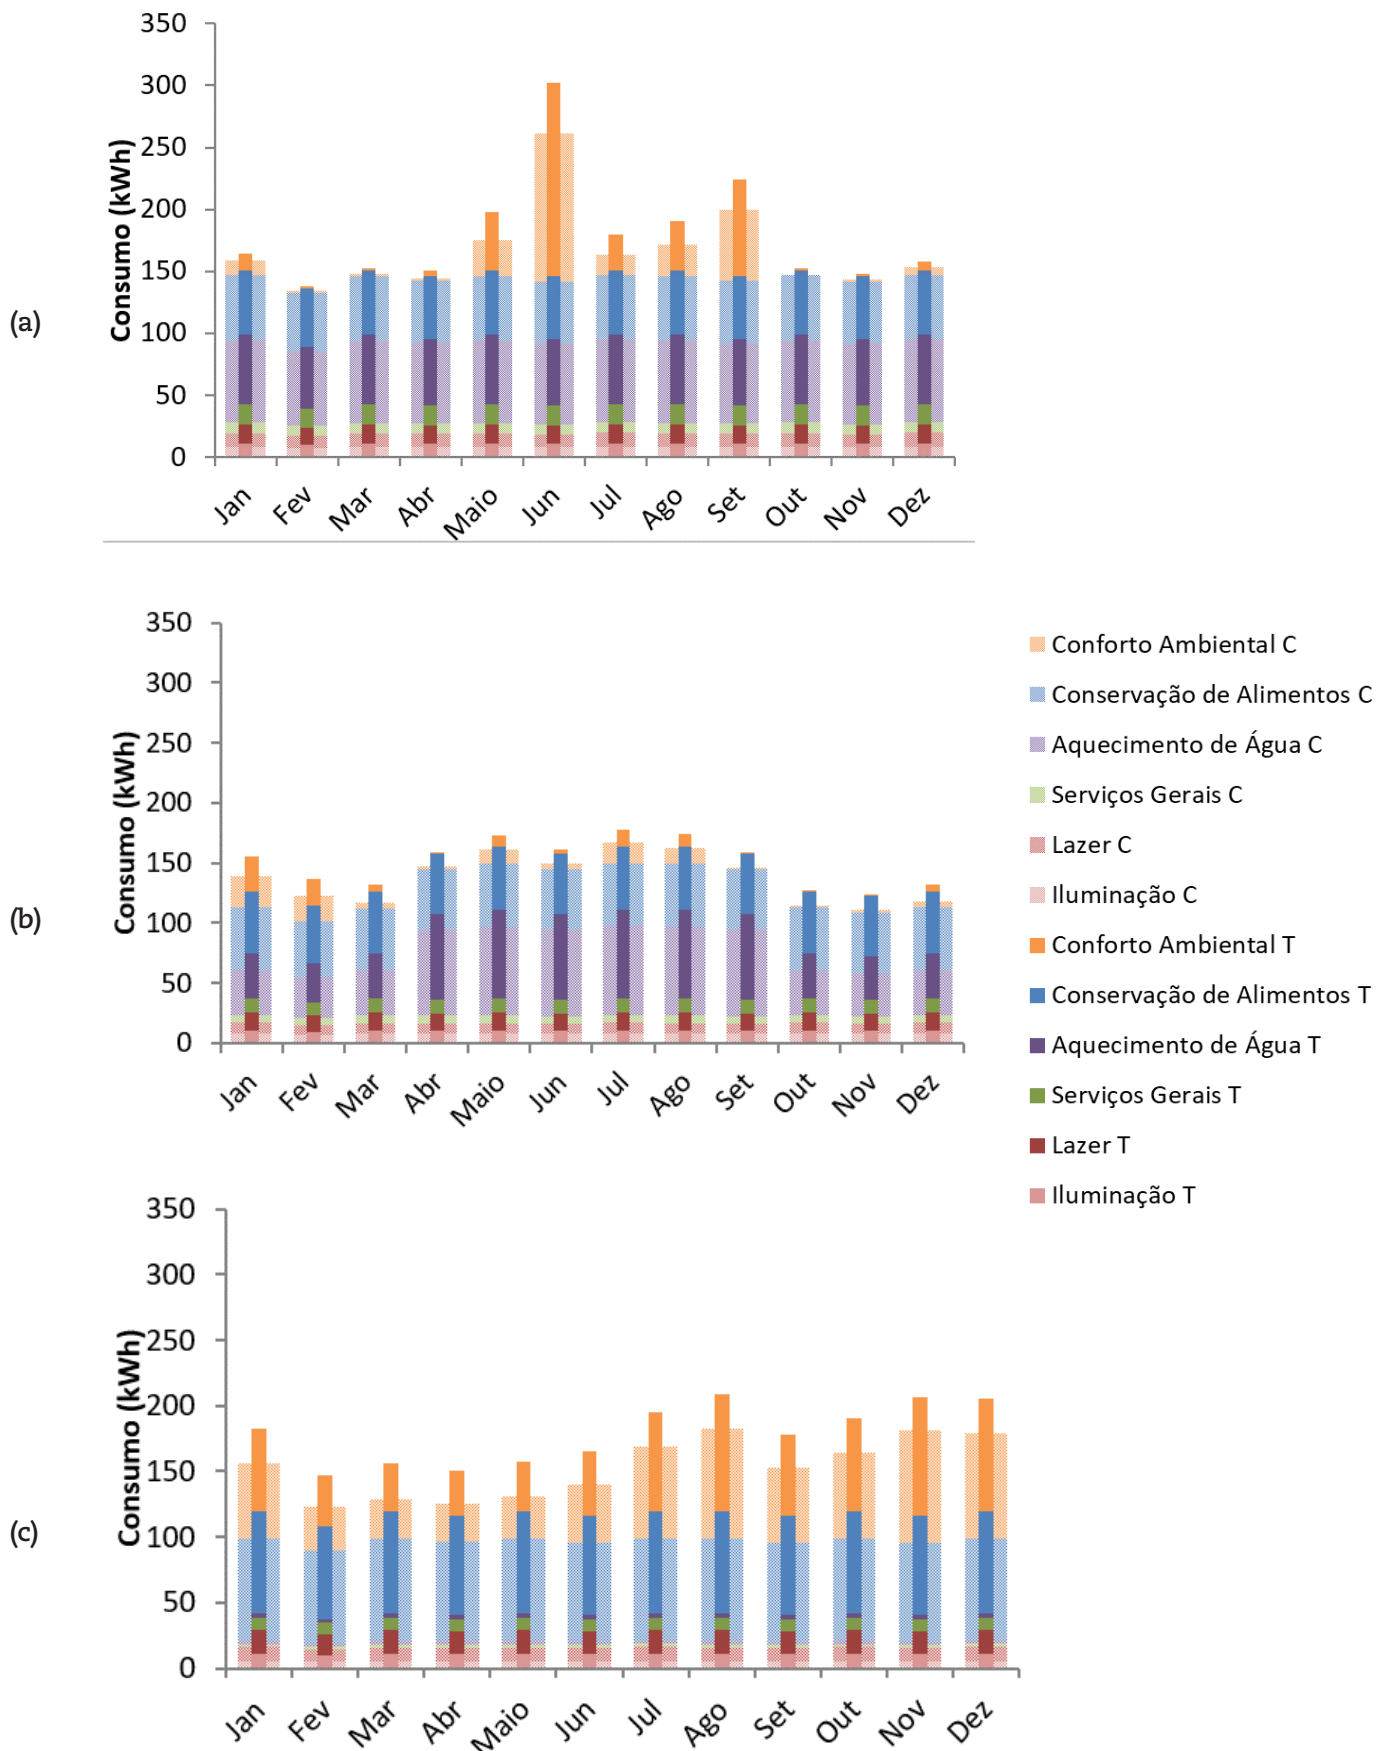 (a)
Consumo (kWh)
350
300
250
200
150
100
50
0
Jan Fev Mar Abr Maio Jun Jul Ago Set Out Nov Dez
(b)
Consumo (kWh)
350
300
250
200
150
100
50
0
Jan Fev Mar Abr Maio Jun Jul Ago Set Out Nov Dez
Conforto Ambiental C
Conservação de Alimentos C
Aquecimento de Água C
Serviços Gerais C
Lazer C
Iluminação C
Conforto Ambiental T
Conservação de Alimentos T
Aquecimento de Água T
Serviços Gerais T
Lazer T
Iluminação T
(c)
Consumo (kWh)
350
300
250
200
150
100
50
0
Jan Fev Mar Abr Maio Jun Jul Ago Set Out Nov Dez